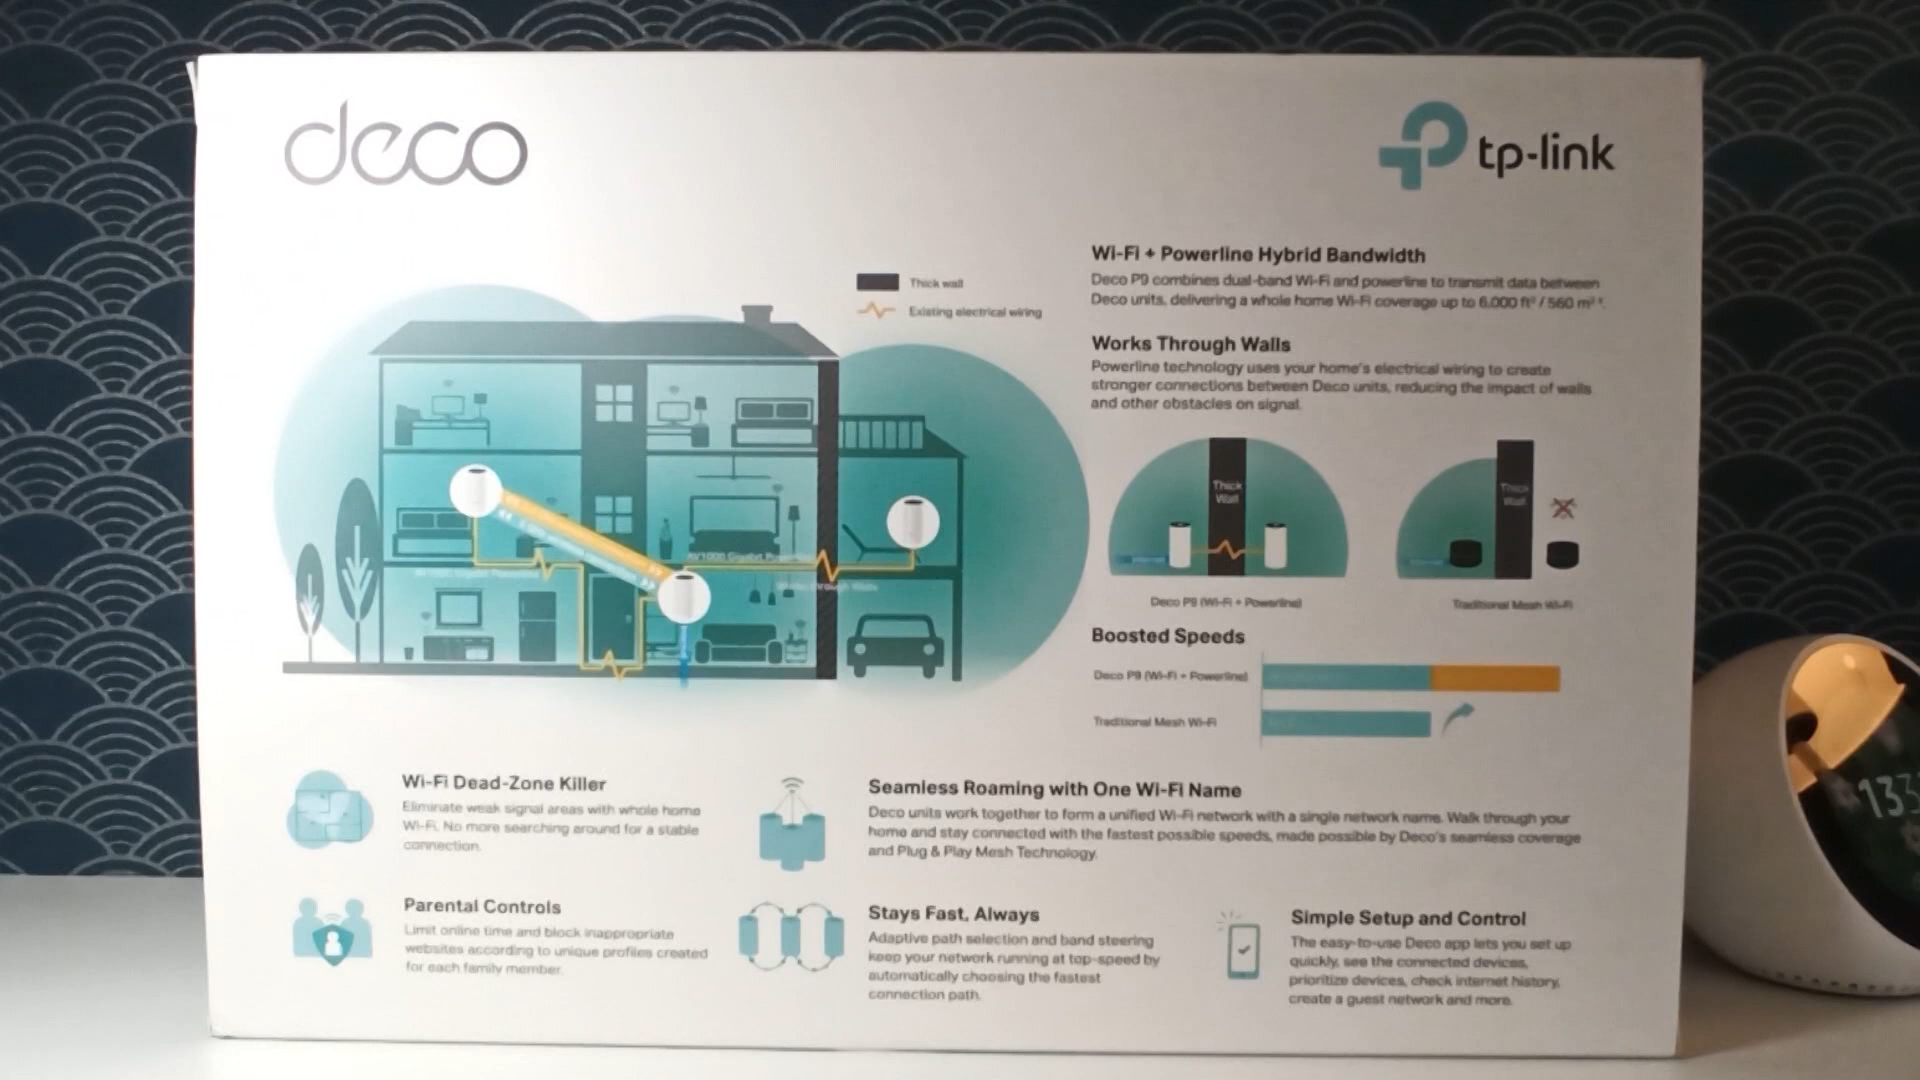 deco
tp-link
Thick wall
Existing electrical wiring
AV1000 Gigabit Powerline
Through Walls
Wi-Fi + Powerline Hybrid Bandwidth
Deco P9 combines dual-band Wi-Fi and powerline to transmit data between
Deco units, delivering a whole home Wi-Fi coverage up to 6,000 ft² / 560 m² *.
Works Through Walls
Powerline technology uses your home's electrical wiring to create
stronger connections between Deco units, reducing the impact of walls
and other obstacles on signal.
Thick
Wall
Thick
Wall
Deco P9 (Wi-Fi + Powerline)
Traditional Mesh Wi-Fi
Boosted Speeds
Deco P9 (Wi-Fi + Powerline)
Traditional Mesh Wi-Fi
Wi-Fi Dead-Zone Killer
Eliminate weak signal areas with whole home
Wi-Fi. No more searching around for a stable
connection.
Seamless Roaming with One Wi-Fi Name
Deco units work together to form a unified Wi-Fi network with a single network name. Walk through your
home and stay connected with the fastest possible speeds, made possible by Deco's seamless coverage
and Plug & Play Mesh Technology.
Parental Controls
Limit online time and block inappropriate
websites according to unique profiles created
for each family member.
Stays Fast, Always
Adaptive path selection and band steering
keep your network running at top-speed by
automatically choosing the fastest
connection path.
Simple Setup and Control
The easy-to-use Deco app lets you set up
quickly, see the connected devices,
prioritize devices, check internet history,
create a guest network and more.